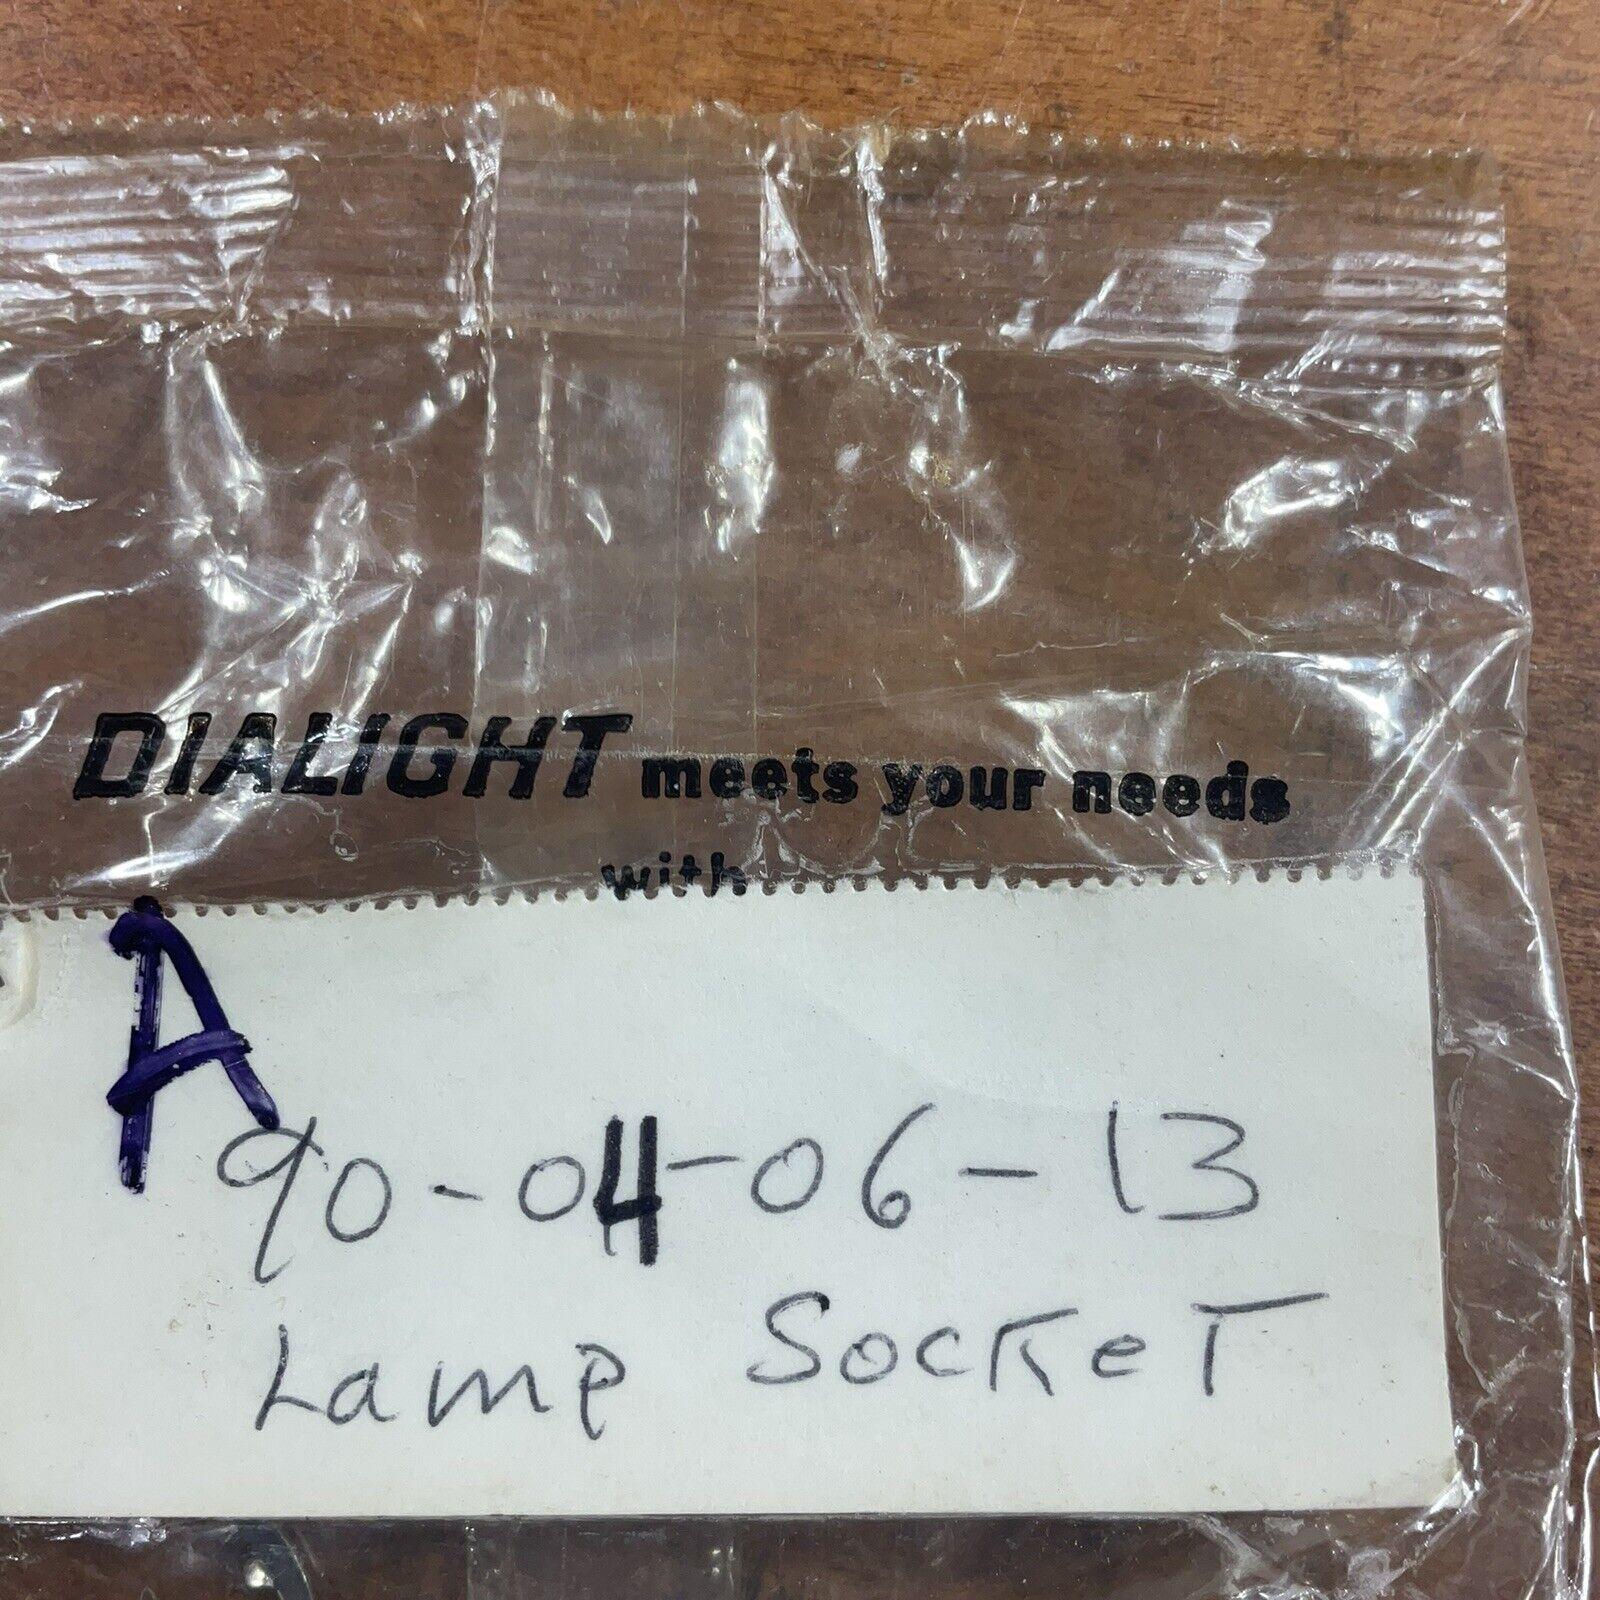 DIALIGHT meets your needs
with
A
90-04-06-13
Lamp Socket